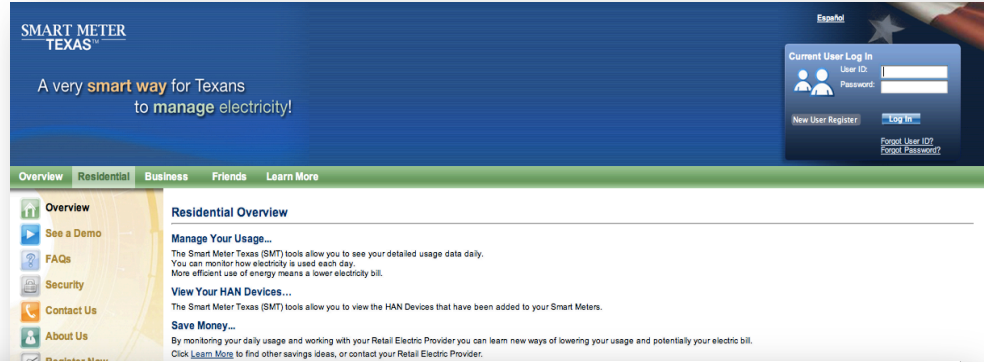 Español
SMART METER
TEXAS™
Current User Log In
User ID:
Password:
A very smart way for Texans
to manage electricity!
New User Register
Log In
Forgot User ID?
Forgot Password?
Overview Residential Business Friends Learn More
Overview
See a Demo
FAQs
Security
Contact Us
About Us
Register Now
Residential Overview
Manage Your Usage...
The Smart Meter Texas (SMT) tools allow you to see your detailed usage data daily.
You can monitor how electricity is used each day.
More efficient use of energy means a lower electricity bill.
View Your HAN Devices...
The Smart Meter Texas (SMT) tools allow you to view the HAN Devices that have been added to your Smart Meters.
Save Money...
By monitoring your daily usage and working with your Retail Electric Provider you can learn new ways of lowering your usage and potentially your electric bill.
Click Learn More to find other savings ideas, or contact your Retail Electric Provider.